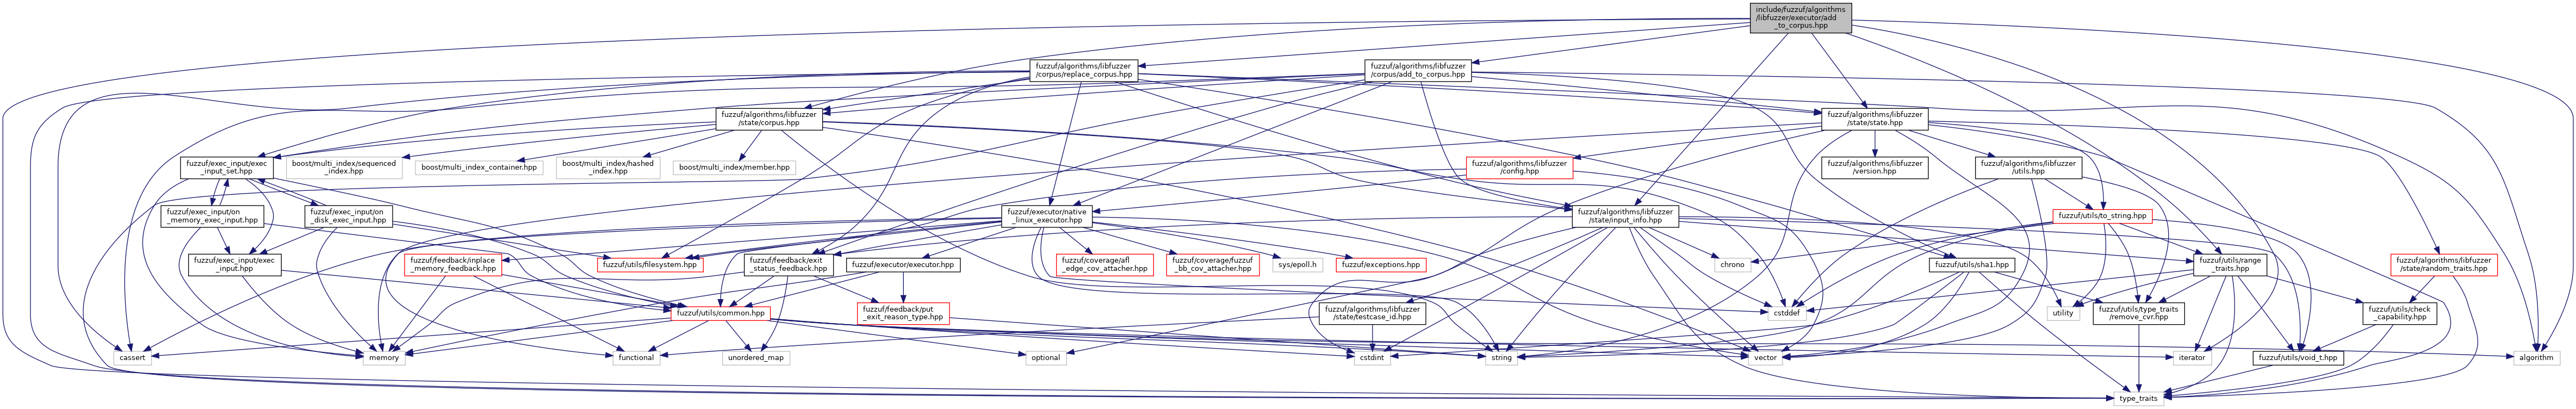 include/fuzzuf/algorithms
/libfuzzer/executor/add
_to_corpus.hpp
fuzzuf/algorithms/libfuzzer
/corpus/replace_corpus.hpp
fuzzuf/algorithms/libfuzzer
/corpus/add_to_corpus.hpp
fuzzuf/algorithms/libfuzzer
/state/corpus.hpp
fuzzuf/algorithms/libfuzzer
/state/state.hpp
fuzzuf/exec_input/exec
_input_set.hpp
boost/multi_index/sequenced
_index.hpp
boost/multi_index_container.hpp
boost/multi_index/hashed
_index.hpp
boost/multi_index/member.hpp
fuzzuf/algorithms/libfuzzer
/config.hpp
fuzzuf/algorithms/libfuzzer
/version.hpp
fuzzuf/algorithms/libfuzzer
/utils.hpp
fuzzuf/exec_input/on
_memory_exec_input.hpp
fuzzuf/exec_input/on
_disk_exec_input.hpp
fuzzuf/executor/native
_linux_executor.hpp
fuzzuf/algorithms/libfuzzer
/state/input_info.hpp
fuzzuf/utils/to_string.hpp
fuzzuf/exec_input/exec
_input.hpp
fuzzuf/feedback/inplace
_memory_feedback.hpp
fuzzuf/utils/filesystem.hpp
fuzzuf/feedback/exit
_status_feedback.hpp
fuzzuf/executor/executor.hpp
fuzzuf/coverage/afl
_edge_cov_attacher.hpp
fuzzuf/coverage/fuzzuf
_bb_cov_attacher.hpp
sys/epoll.h
fuzzuf/exceptions.hpp
chrono
fuzzuf/utils/sha1.hpp
fuzzuf/utils/range
_traits.hpp
fuzzuf/algorithms/libfuzzer
/state/random_traits.hpp
fuzzuf/utils/common.hpp
fuzzuf/feedback/put
_exit_reason_type.hpp
fuzzuf/algorithms/libfuzzer
/state/testcase_id.hpp
cstddef
utility
fuzzuf/utils/type_traits
/remove_cvr.hpp
fuzzuf/utils/check
_capability.hpp
cassert
memory
functional
unordered_map
optional
cstdint
string
vector
iterator
fuzzuf/utils/void_t.hpp
algorithm
type_traits